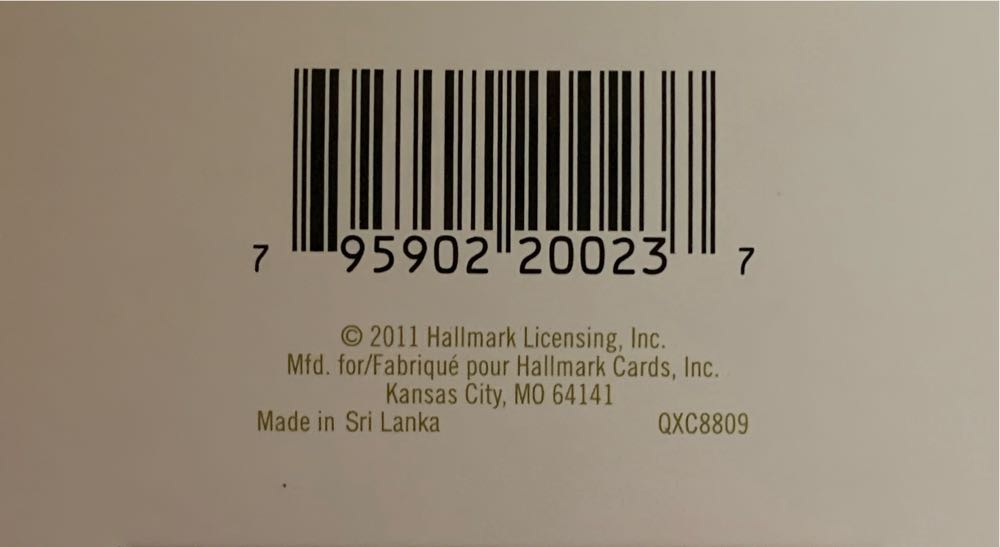 7 95902 20023 7
© 2011 Hallmark Licensing, Inc.
Mfd. for/Fabriqué pour Hallmark Cards, Inc.
Kansas City, MO 64141
Made in Sri Lanka QXC8809